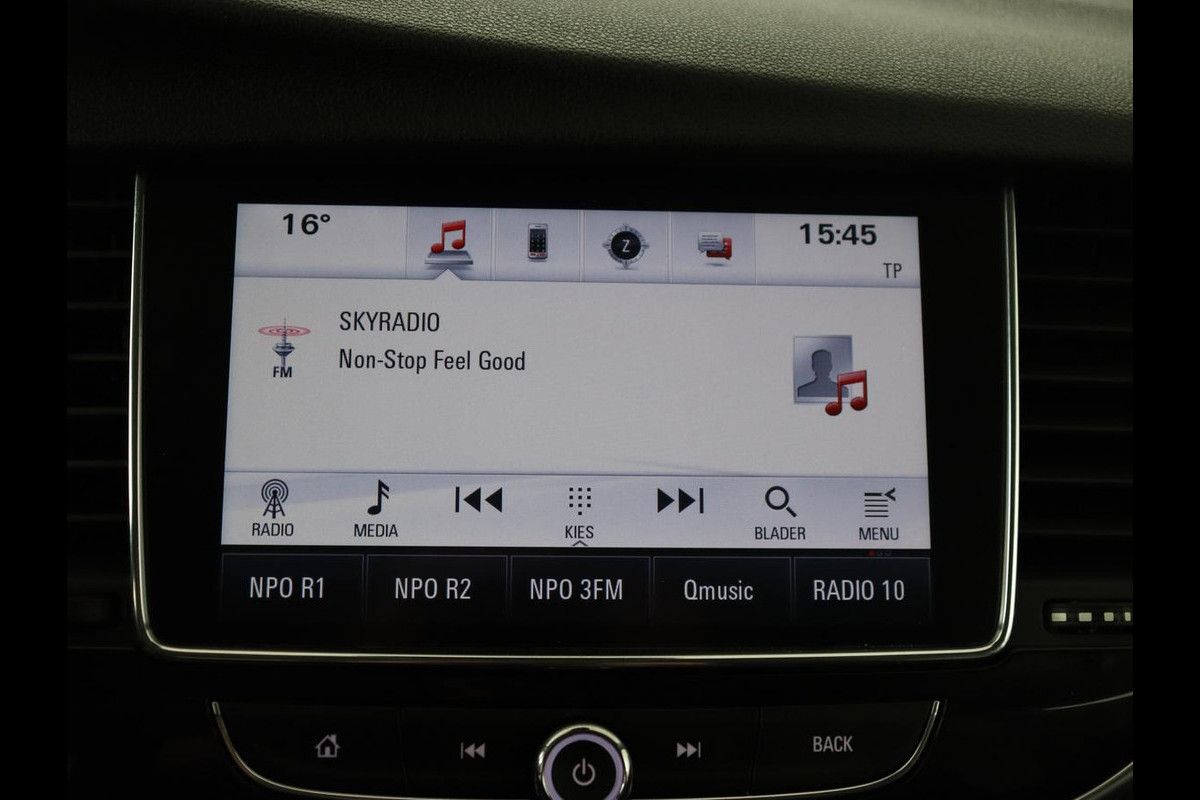 16°
Z
15:45
TP
FM
SKYRADIO
Non-Stop Feel Good
RADIO
MEDIA
KIES
BLADER
MENU
NPO R1
NPO R2
NPO 3FM
Qmusic
RADIO 10
BACK